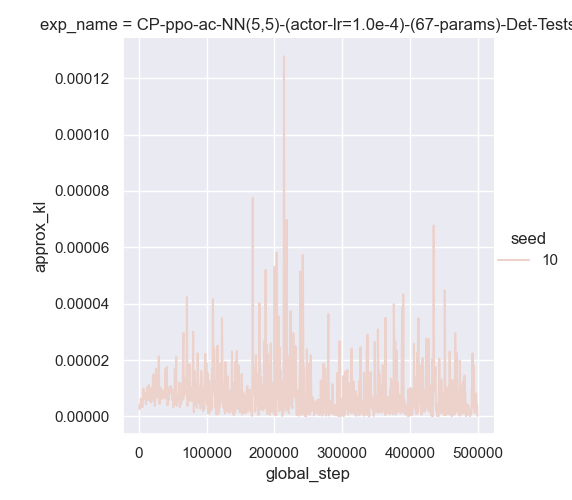 exp_name = CP-ppo-ac-NN(5,5)-(actor-lr=1.0e-4)-(67-params)-Det-Tests
0.00012
0.00010
0.00008
0.00006
0.00004
0.00002
0.00000
approx_kl
seed
10
0 100000 200000 300000 400000 500000
global_step